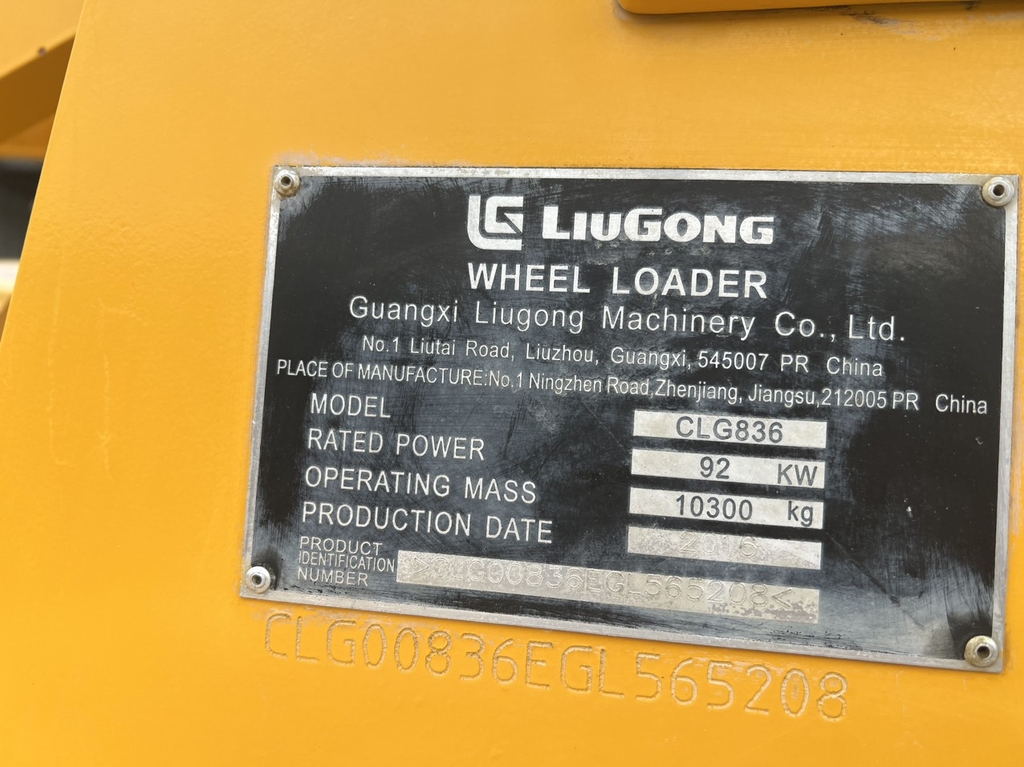 LG LIUGONG
WHEEL LOADER
Guangxi Liugong Machinery Co., Ltd.
No.1 Liutai Road, Liuzhou, Guangxi, 545007 PR China
PLACE OF MANUFACTURE:No.1 Ningzhen Road,Zhenjiang, Jiangsu,212005 PR China
MODEL CLG836
RATED POWER 92 KW
OPERATING MASS 10300 kg
PRODUCTION DATE
PRODUCT IDENTIFICATION NUMBER >CLG00836EGL565208<
CLG00836EGL565208